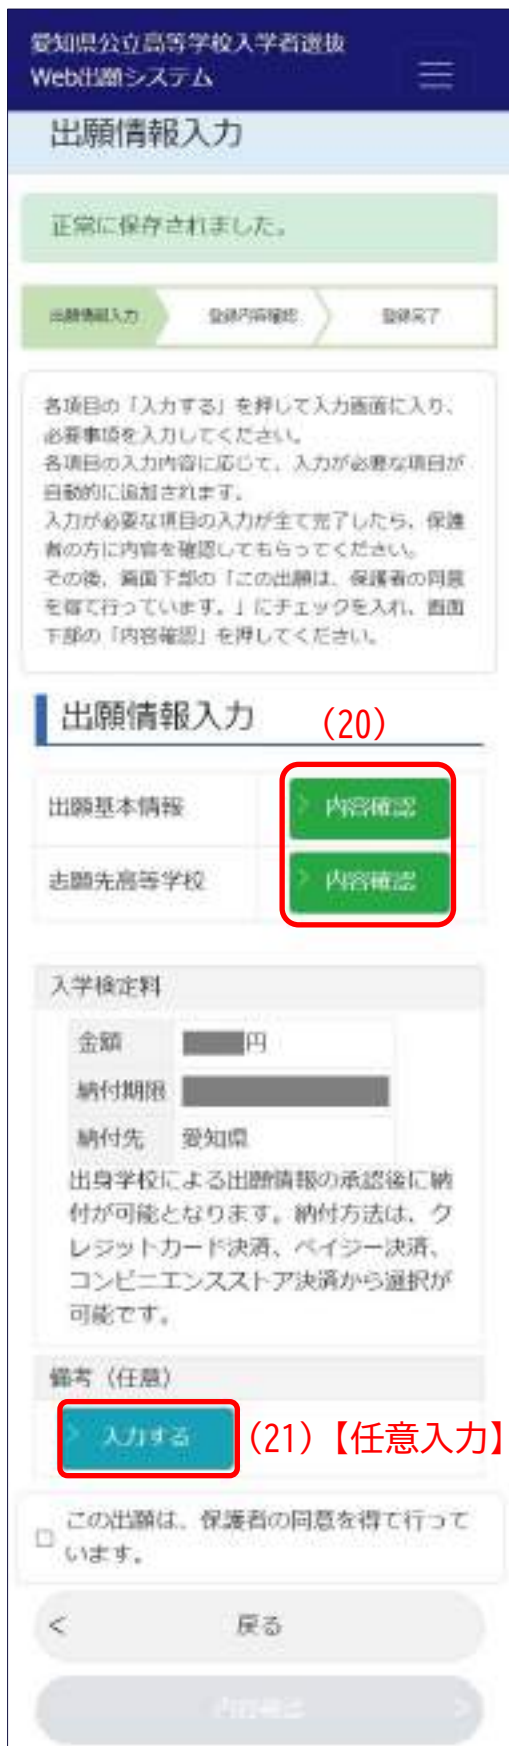 愛知県公立高等学校入学者選抜
Web出願システム
出願情報入力
正常に保存されました。
出願情報入力 登録内容確認 登録完了
各項目の「入力する」を押して入力画面に入り、
必要事項を入力してください。
各項目の入力内容に応じて、入力が必要な項目が
自動的に追加されます。
入力が必要な項目の入力が全て完了したら、保護
者の方に内容を確認してもらってください。
その後、画面下部の「この出願は、保護者の同意
を得て行っています。」にチェックを入れ、画面
下部の「内容確認」を押してください。
出願情報入力 (20)
出願基本情報 内容確認
志願先高等学校 内容確認
入学検定料
金額 円
納付期限
納付先 愛知県
出身学校による出願情報の承認後に納
付が可能となります。納付方法は、ク
レジットカード決済、ペイジー決済、
コンビニエンスストア決済から選択が
可能です。
備考（任意）
入力する (21)【任意入力】
この出願は、保護者の同意を得て行って
います。
< 戻る
内容確認 >